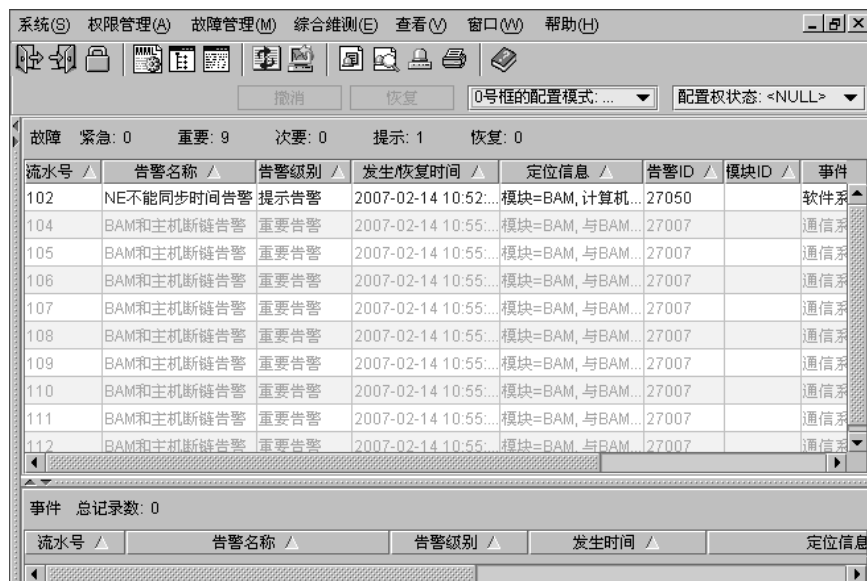 系统(S) 权限管理(A) 故障管理(M) 综合维测(E) 查看(V) 窗口(W) 帮助(H)
撤消 恢复 0号框的配置模式: ... 配置权状态: <NULL>
故障 紧急: 0 重要: 9 次要: 0 提示: 1 恢复: 0
流水号 告警名称 告警级别 发生/恢复时间 定位信息 告警ID 模块ID 事件
102 NE不能同步时间告警 提示告警 2007-02-14 10:52:... 模块=BAM, 计算机... 27050 软件系
104 BAM和主机断链告警 重要告警 2007-02-14 10:55:... 模块=BAM, 与BAM... 27007 通信系
105 BAM和主机断链告警 重要告警 2007-02-14 10:55:... 模块=BAM, 与BAM... 27007 通信系
106 BAM和主机断链告警 重要告警 2007-02-14 10:55:... 模块=BAM, 与BAM... 27007 通信系
107 BAM和主机断链告警 重要告警 2007-02-14 10:55:... 模块=BAM, 与BAM... 27007 通信系
108 BAM和主机断链告警 重要告警 2007-02-14 10:55:... 模块=BAM, 与BAM... 27007 通信系
109 BAM和主机断链告警 重要告警 2007-02-14 10:55:... 模块=BAM, 与BAM... 27007 通信系
110 BAM和主机断链告警 重要告警 2007-02-14 10:55:... 模块=BAM, 与BAM... 27007 通信系
111 BAM和主机断链告警 重要告警 2007-02-14 10:55:... 模块=BAM, 与BAM... 27007 通信系
112 BAM和主机断链告警 重要告警 2007-02-14 10:55:... 模块=BAM, 与BAM... 27007 通信系
事件 总记录数: 0
流水号 告警名称 告警级别 发生时间 定位信息